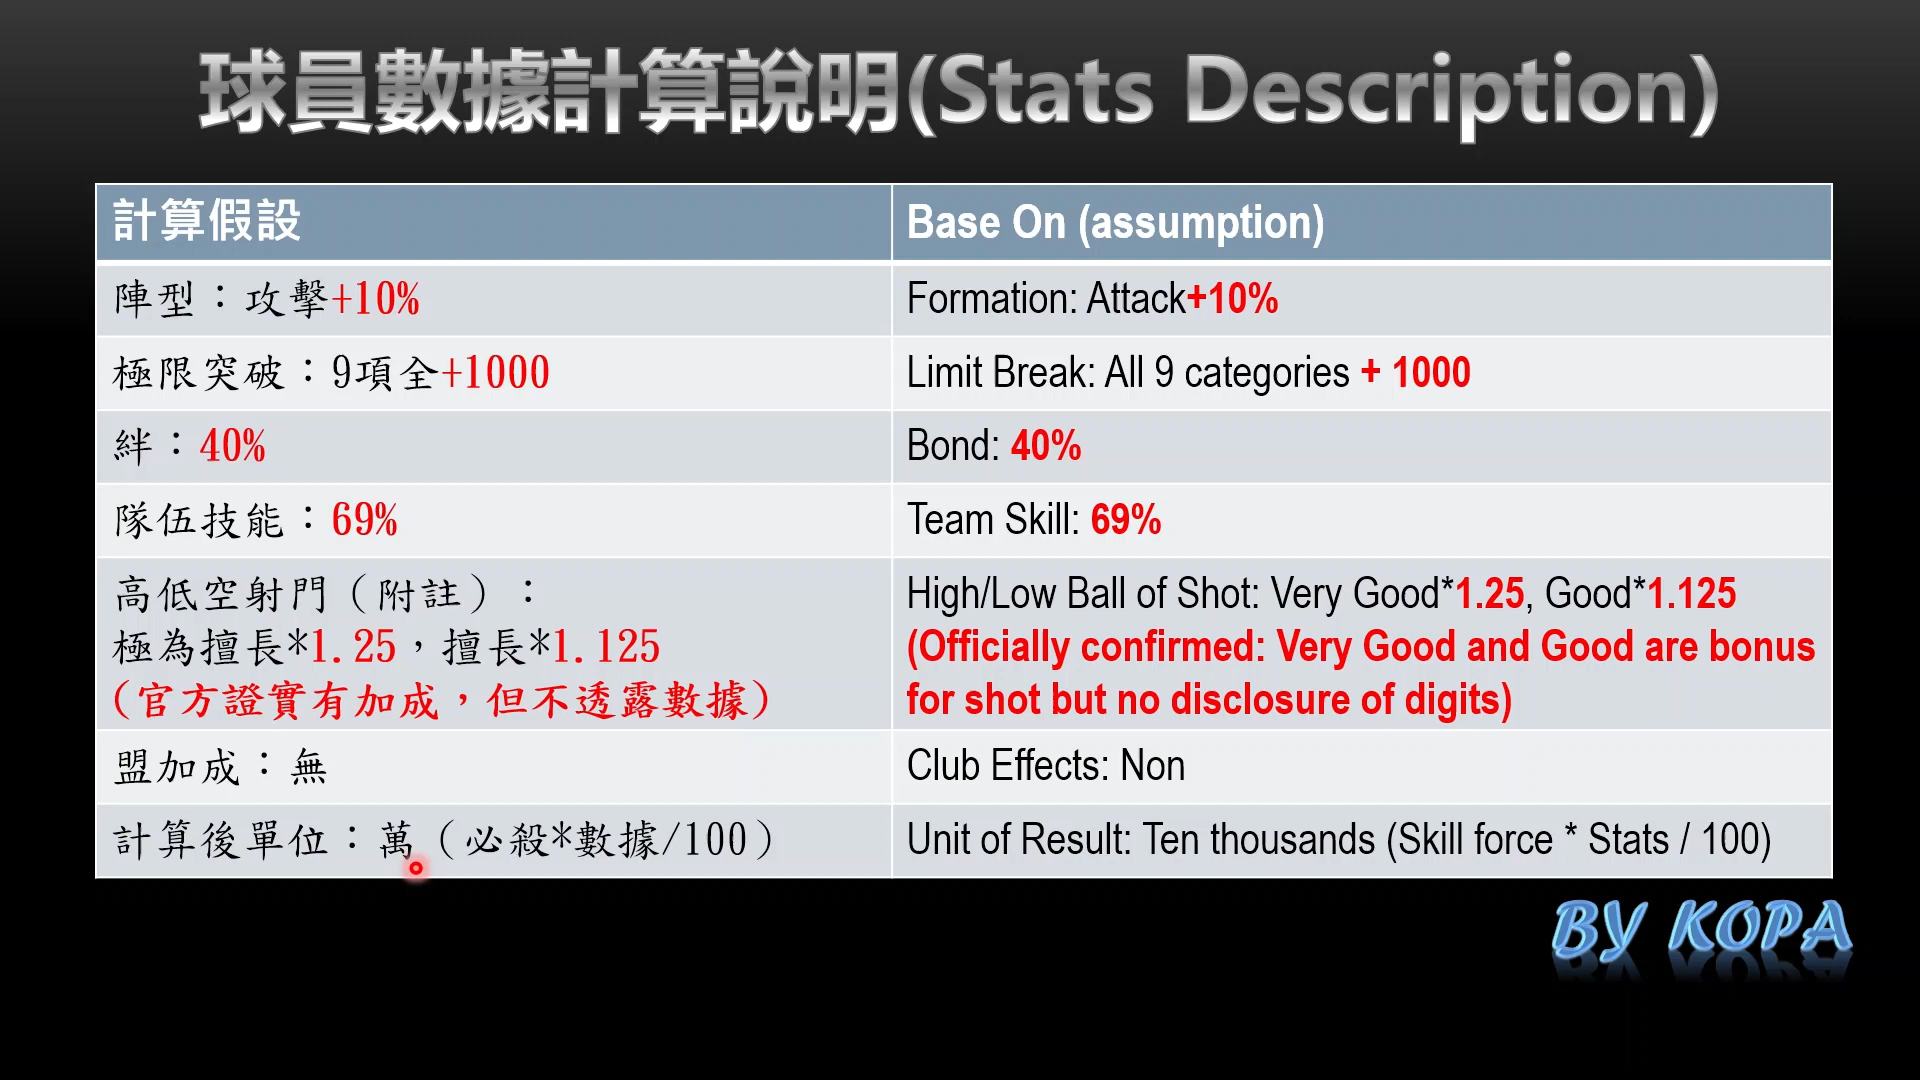 球員數據計算說明(Stats Description)
計算假設
Base On (assumption)
陣型：攻擊+10%
Formation: Attack+10%
極限突破：9項全+1000
Limit Break: All 9 categories + 1000
絆：40%
Bond: 40%
隊伍技能：69%
Team Skill: 69%
高低空射門（附註）：
極為擅長*1.25，擅長*1.125
(官方證實有加成，但不透露數據)
High/Low Ball of Shot: Very Good*1.25, Good*1.125
(Officially confirmed: Very Good and Good are bonus
for shot but no disclosure of digits)
盟加成：無
Club Effects: Non
計算後單位：萬（必殺*數據/100）
Unit of Result: Ten thousands (Skill force * Stats / 100)
BY KOPA